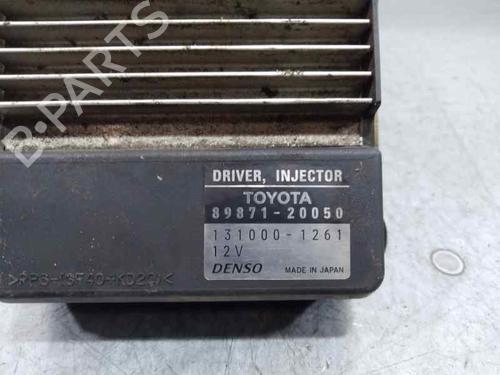 B-PARTS
DRIVER, INJECTOR
TOYOTA
89871-20050
131000-1261
12V
DENSO MADE IN JAPAN